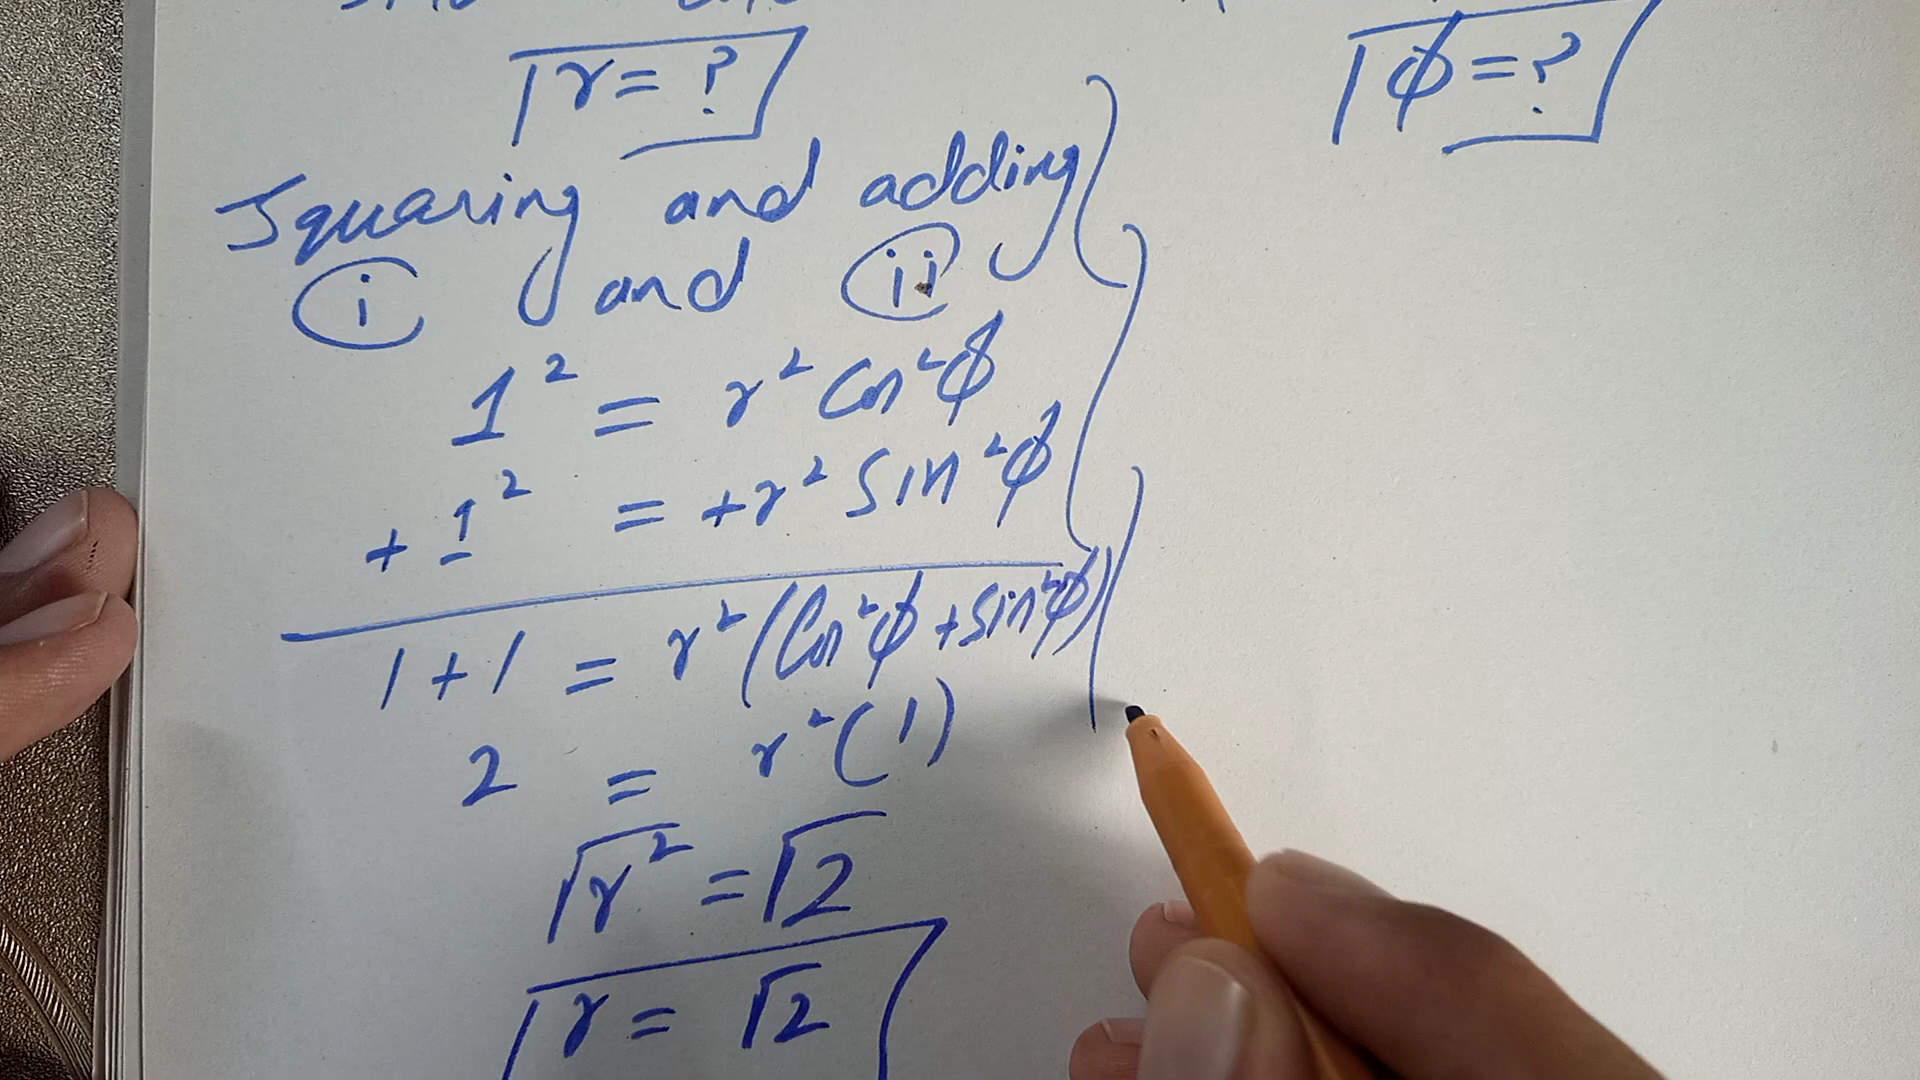 r = ?
Squaring and adding
i and ii
1² = r² Cos²φ
+ 1² = +r² Sin²φ
1 + 1 = r² (Cos²φ + Sin²φ)
2 = r² (1)
√r² = √2
r = √2
φ = ?